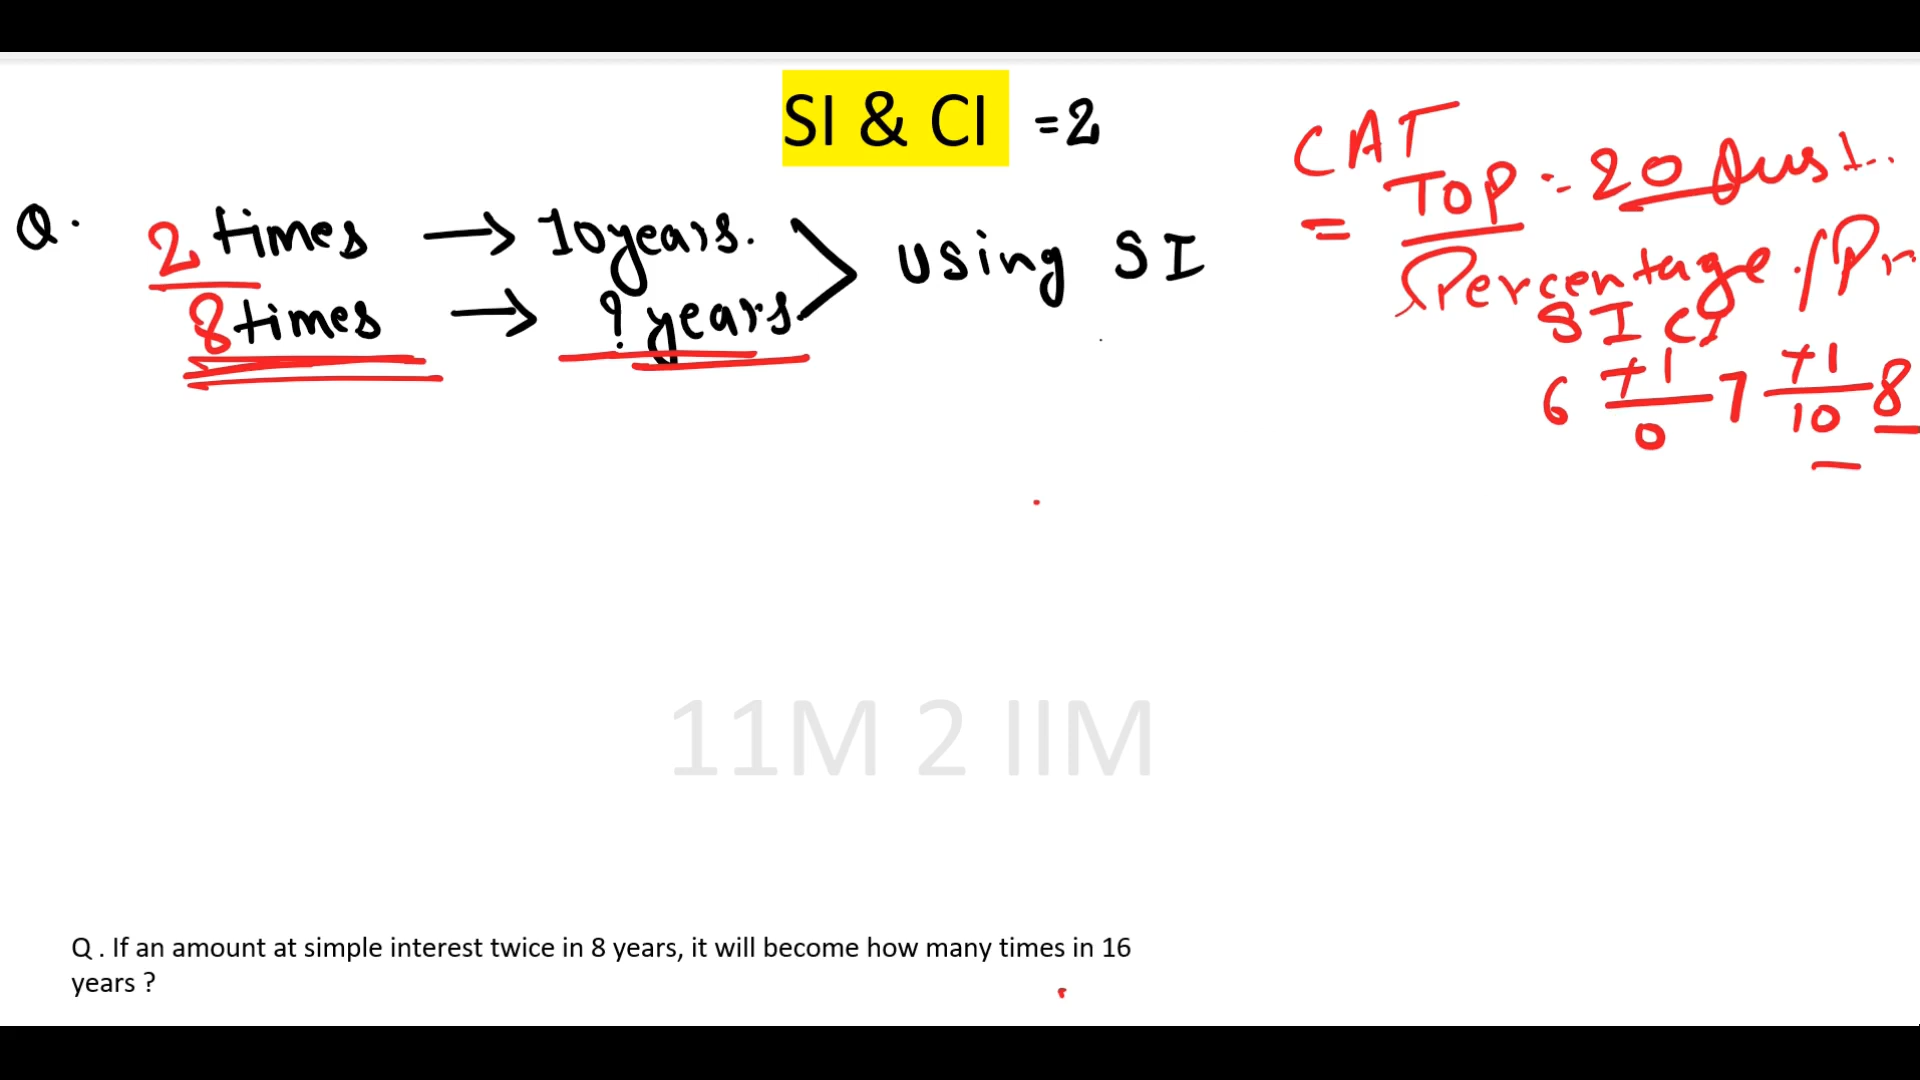 SI & CI = 2
Q. 2 times → 10 years.
8 times → ? years.
using SI
CAT
= TOP = 20
Percentage /
SI CI
6 +1/0 7 +1/10 8
11M 2 IIM
Q . If an amount at simple interest twice in 8 years, it will become how many times in 16
years ?